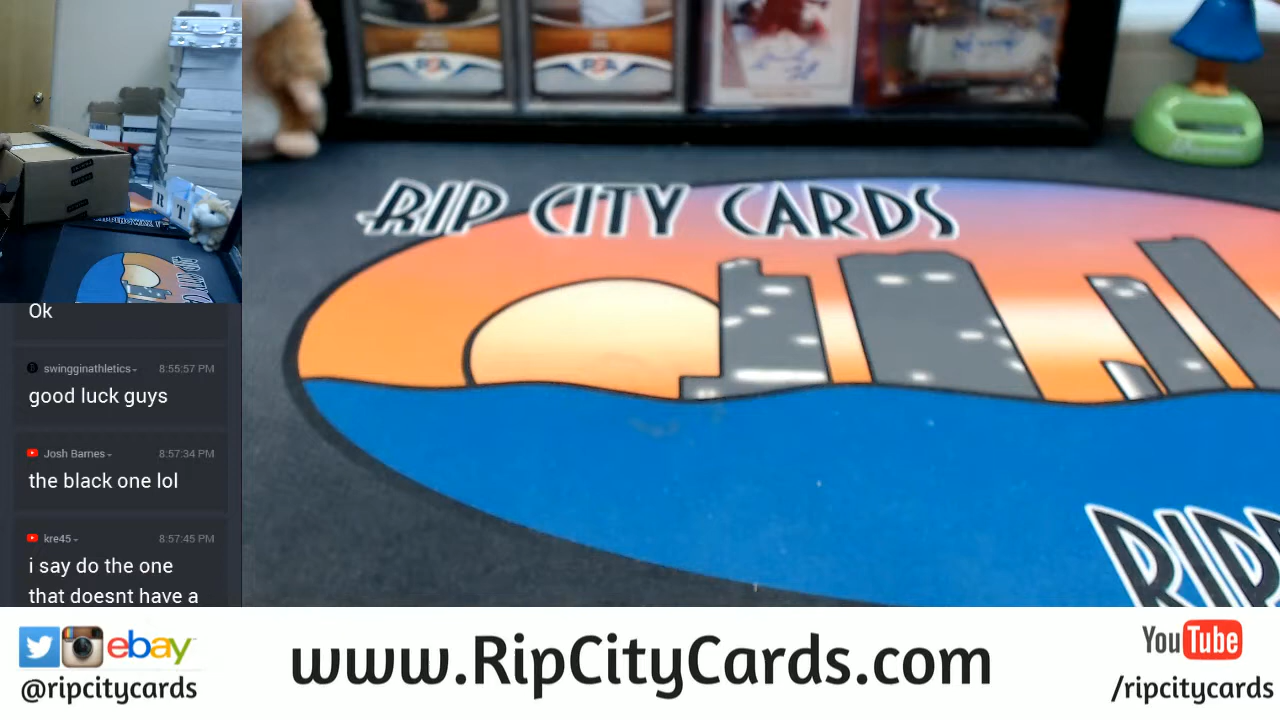 RIP CITY CARDS
R
T
Ok
swingginathletics 8:55:57 PM
good luck guys
Josh Barnes 8:57:34 PM
the black one lol
kre45 8:57:45 PM
i say do the one
that doesnt have a
ebay
@ripcitycards
www.RipCityCards.com
YouTube
/ripcitycards